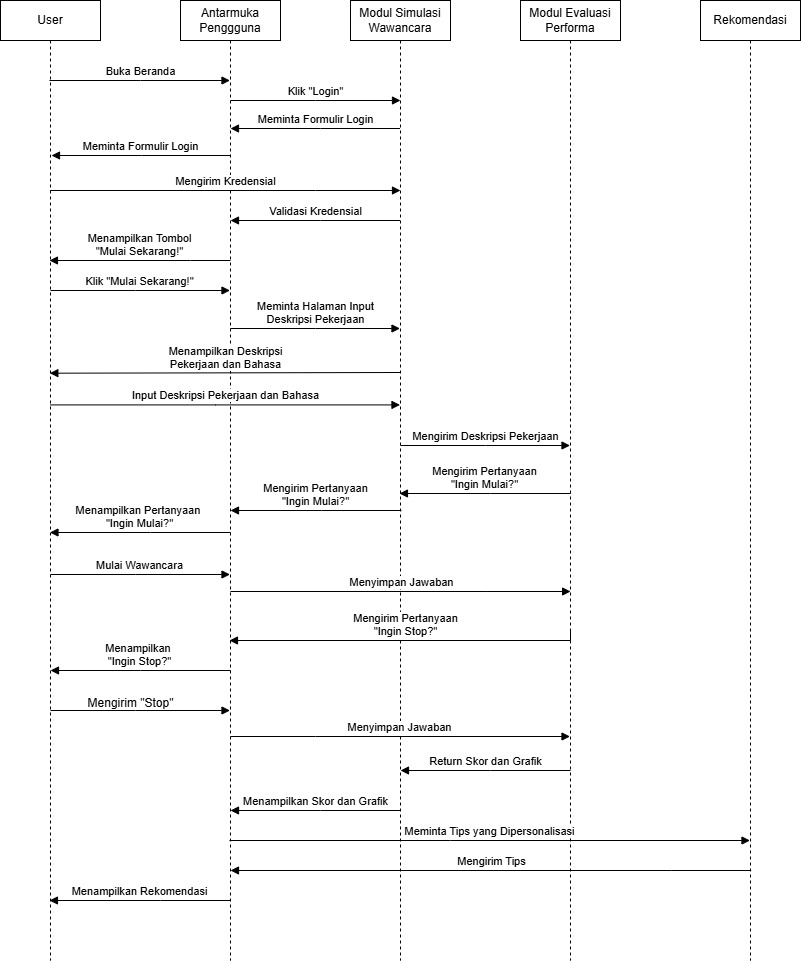 User
Antarmuka
Penggguna
Modul Simulasi
Wawancara
Modul Evaluasi
Performa
Rekomendasi
Buka Beranda
Klik "Login"
Meminta Formulir Login
Meminta Formulir Login
Mengirim Kredensial
Validasi Kredensial
Menampilkan Tombol
"Mulai Sekarang!"
Klik "Mulai Sekarang!"
Meminta Halaman Input
Deskripsi Pekerjaan
Menampilkan Deskripsi
Pekerjaan dan Bahasa
Input Deskripsi Pekerjaan dan Bahasa
Mengirim Deskripsi Pekerjaan
Mengirim Pertanyaan
"Ingin Mulai?"
Mengirim Pertanyaan
"Ingin Mulai?"
Menampilkan Pertanyaan
"Ingin Mulai?"
Mulai Wawancara
Menyimpan Jawaban
Mengirim Pertanyaan
"Ingin Stop?"
Menampilkan
"Ingin Stop?"
Mengirim "Stop"
Menyimpan Jawaban
Return Skor dan Grafik
Menampilkan Skor dan Grafik
Meminta Tips yang Dipersonalisasi
Mengirim Tips
Menampilkan Rekomendasi